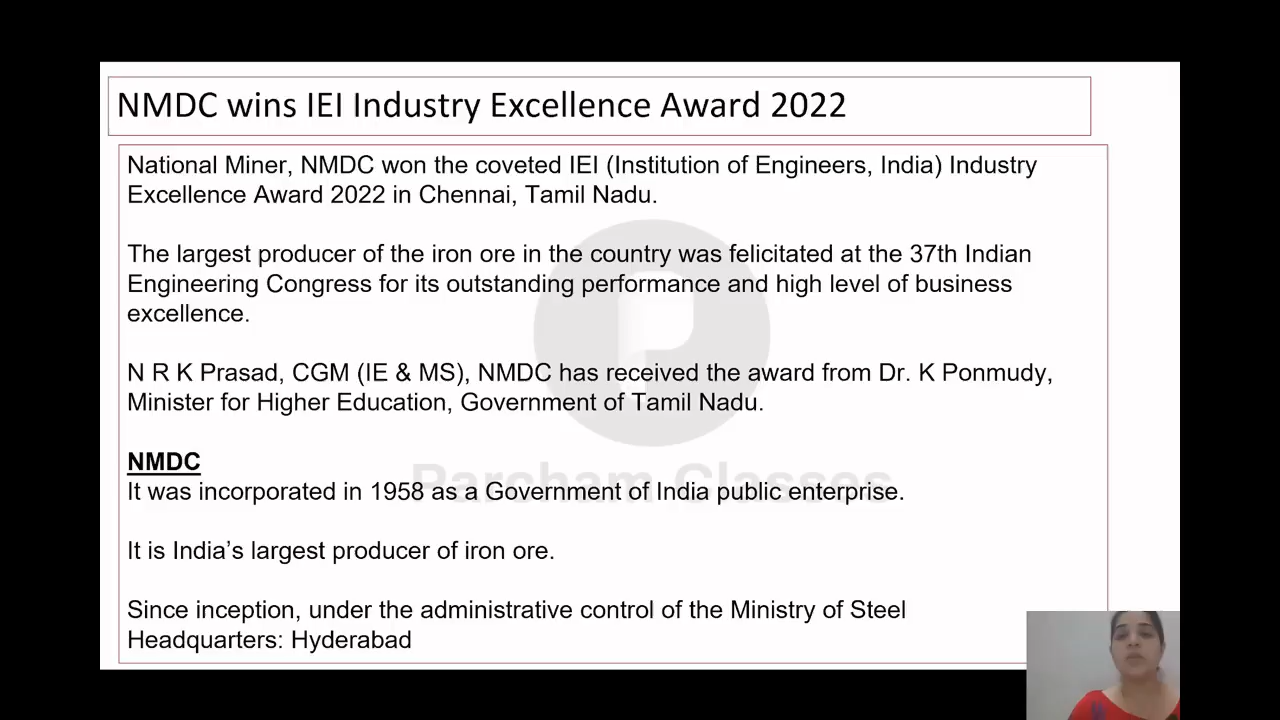 NMDC wins IEI Industry Excellence Award 2022
National Miner, NMDC won the coveted IEI (Institution of Engineers, India) Industry
Excellence Award 2022 in Chennai, Tamil Nadu.
The largest producer of the iron ore in the country was felicitated at the 37th Indian
Engineering Congress for its outstanding performance and high level of business
excellence.
N R K Prasad, CGM (IE & MS), NMDC has received the award from Dr. K Ponmudy,
Minister for Higher Education, Government of Tamil Nadu.
NMDC
Parcham Classes
It was incorporated in 1958 as a Government of India public enterprise.
It is India’s largest producer of iron ore.
Since inception, under the administrative control of the Ministry of Steel
Headquarters: Hyderabad